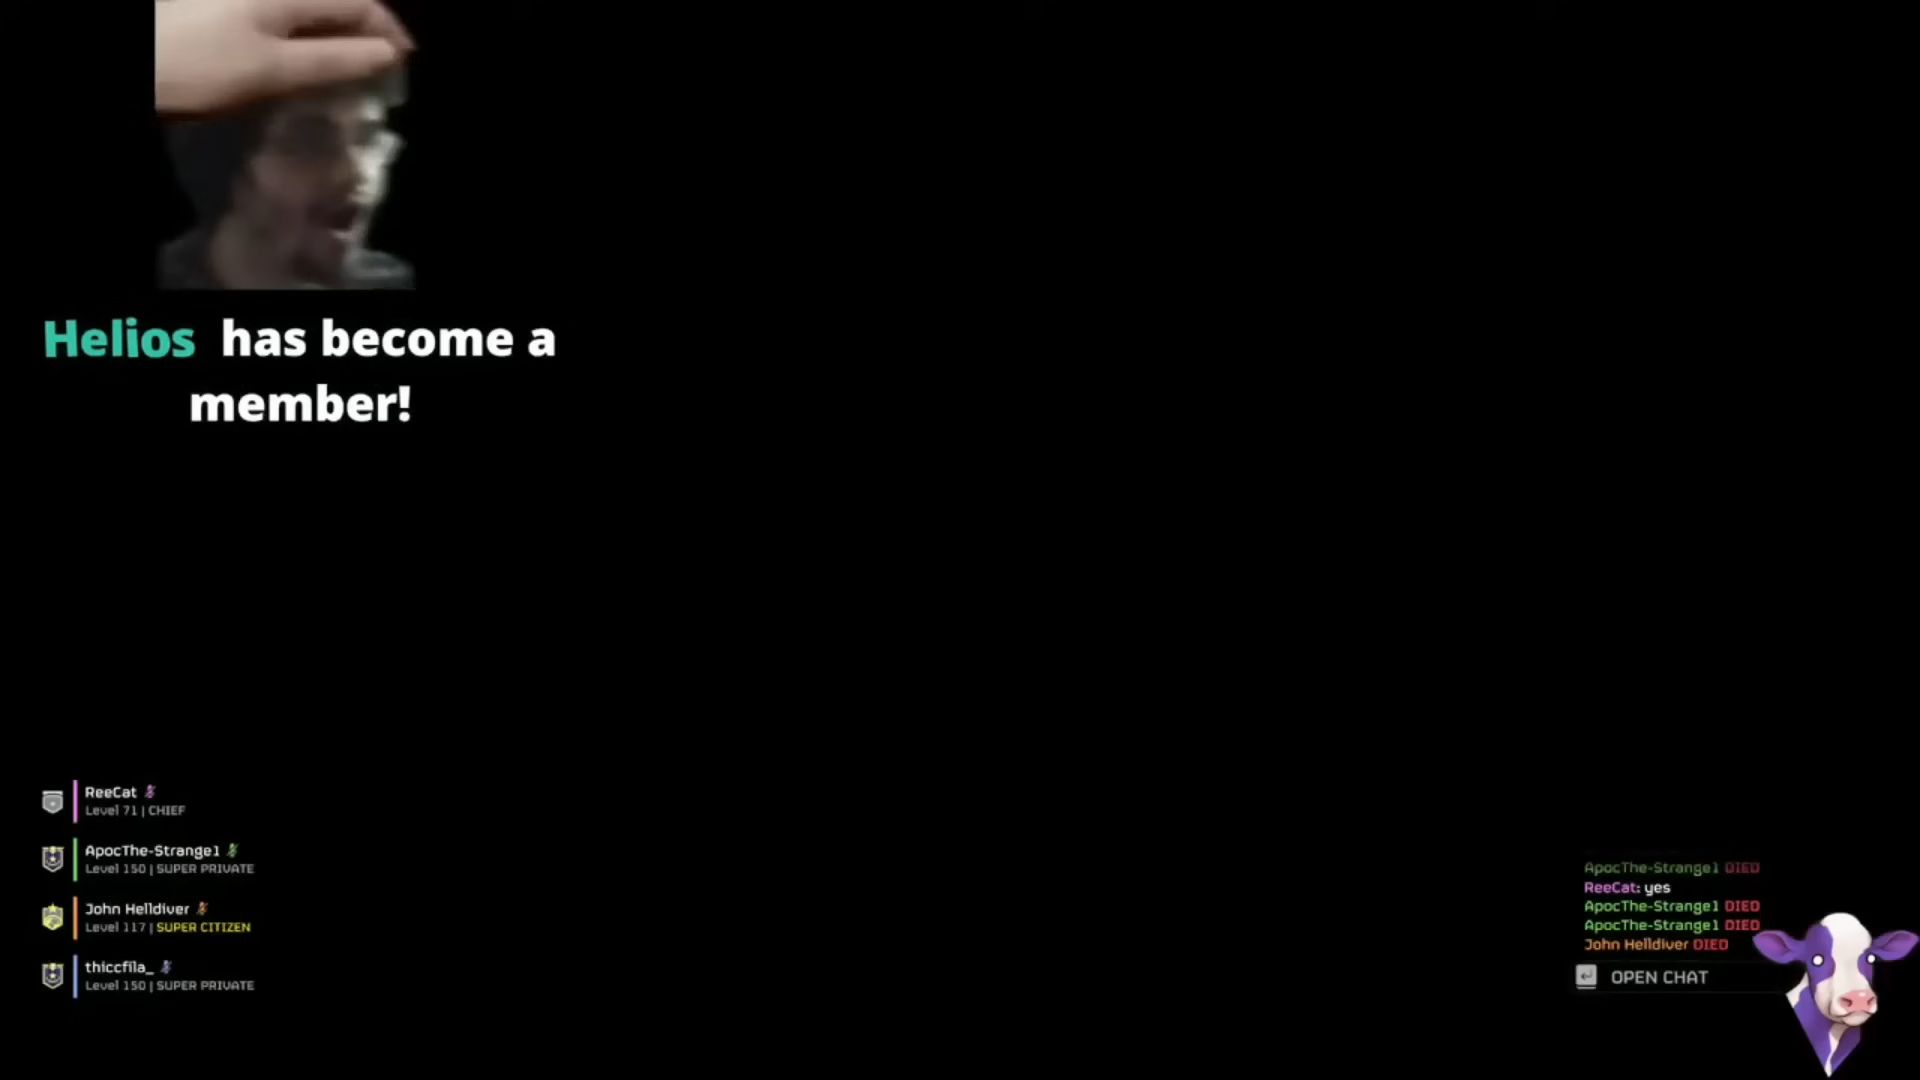 Helios has become a
member!
ReeCat
Level 71 | CHIEF
ApocThe-Strange1
Level 150 | SUPER PRIVATE
John Helldiver
Level 117 | SUPER CITIZEN
thiccfila_
Level 150 | SUPER PRIVATE
ApocThe-Strange1 DIED
ReeCat: yes
ApocThe-Strange1 DIED
ApocThe-Strange1 DIED
John Helldiver DIED
OPEN CHAT